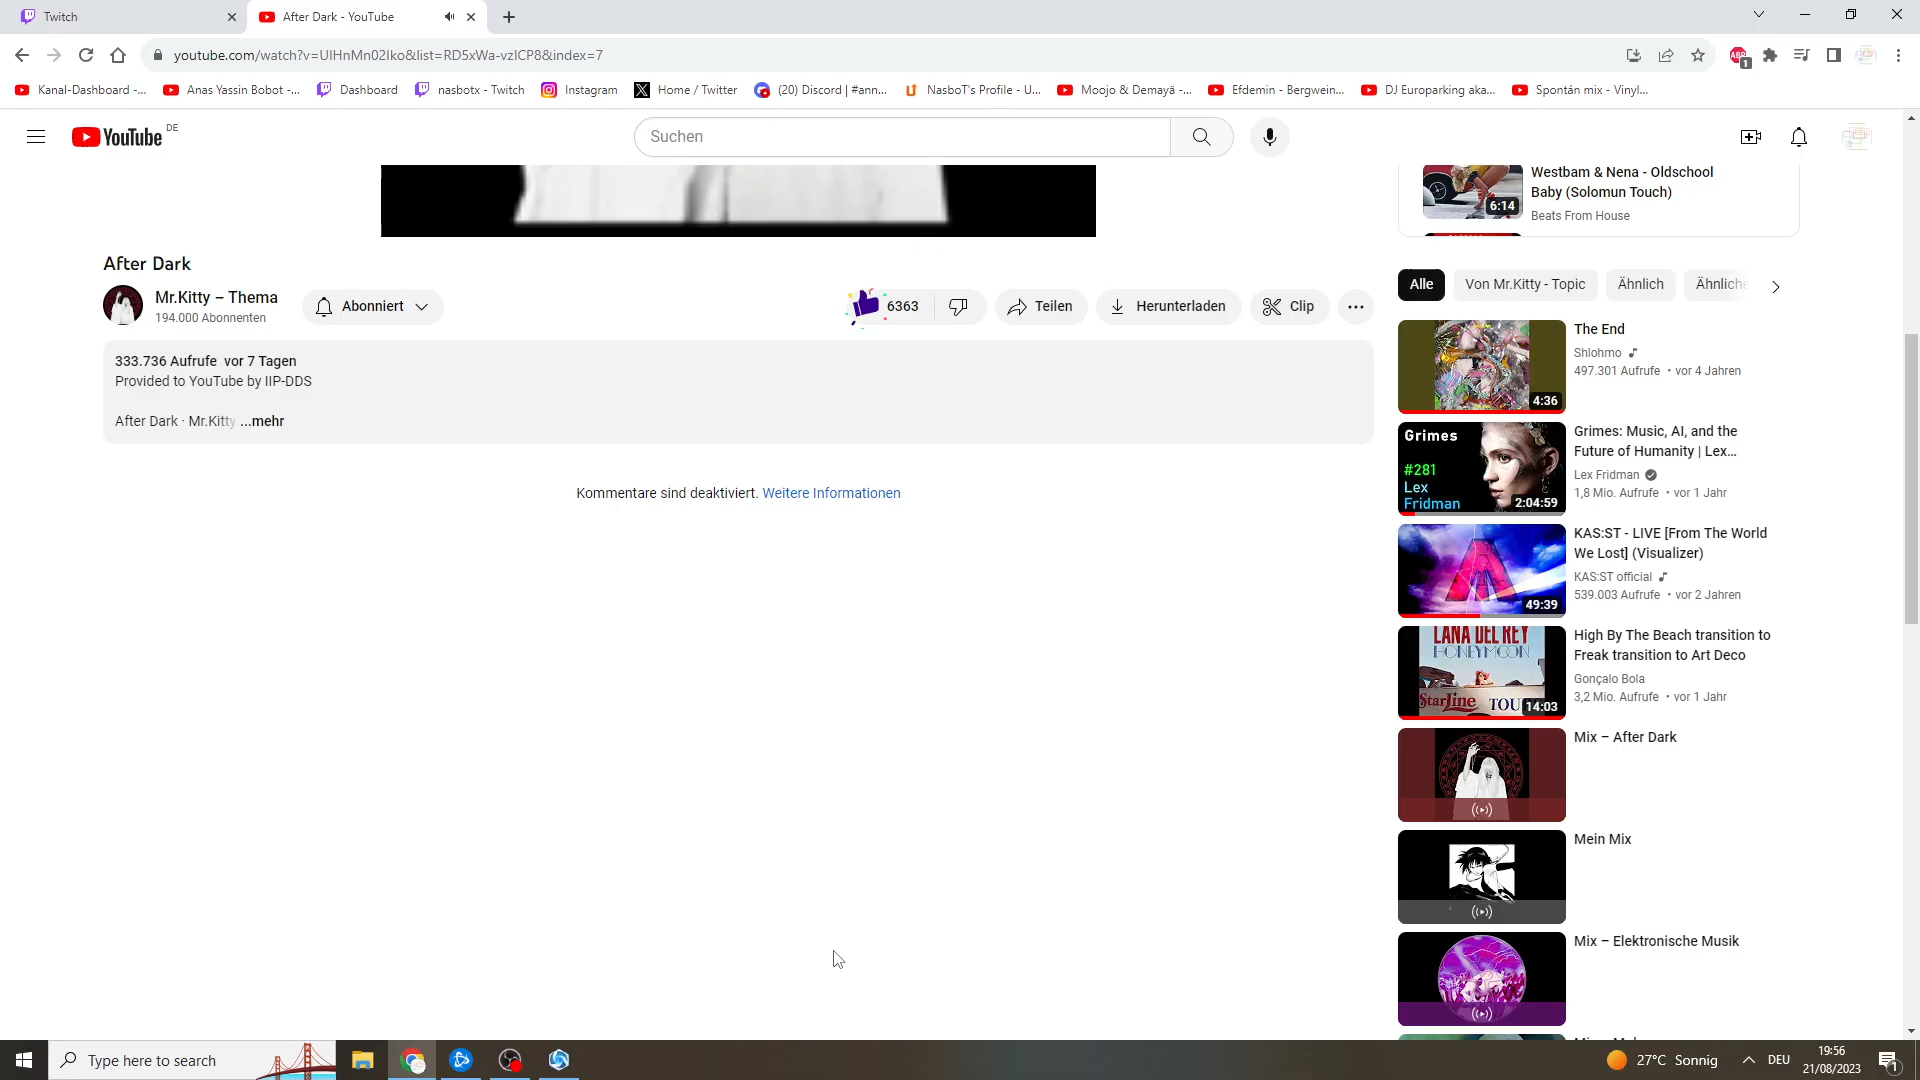 Twitch
After Dark - YouTube
youtube.com/watch?v=UIHnMn02Iko&list=RD5xWa-vzICP8&index=7
ABP
1
Kanal-Dashboard -...
Anas Yassin Bobot -...
Dashboard
nasbotx - Twitch
Instagram
Home / Twitter
(20) Discord | #ann...
NasboT's Profile - U...
Moojo & Demayä -...
Efdemin - Bergwein...
DJ Europarking aka...
Spontán mix - Vinyl...
YouTube DE
Suchen
Westbam & Nena - Oldschool
Baby (Solomun Touch)
Beats From House
6:14
After Dark
Mr.Kitty – Thema
194.000 Abonnenten
Abonniert
6363
Teilen
Herunterladen
Clip
333.736 Aufrufe vor 7 Tagen
Provided to YouTube by IIP-DDS
After Dark · Mr.Kitty ...mehr
Kommentare sind deaktiviert. Weitere Informationen
Alle
Von Mr.Kitty - Topic
Ähnlich
Ähnliche
The End
Shlohmo
497.301 Aufrufe • vor 4 Jahren
4:36
Grimes
#281
Lex
Fridman
2:04:59
Grimes: Music, AI, and the
Future of Humanity | Lex...
Lex Fridman
1,8 Mio. Aufrufe • vor 1 Jahr
KAS:ST - LIVE [From The World
We Lost] (Visualizer)
KAS:ST official
539.003 Aufrufe • vor 2 Jahren
49:39
LANA DEL REY
HONEYMOON
StarLine TOU
14:03
High By The Beach transition to
Freak transition to Art Deco
Gonçalo Bola
3,2 Mio. Aufrufe • vor 1 Jahr
Mix – After Dark
Mein Mix
Mix – Elektronische Musik
Type here to search
27°C Sonnig
DEU
19:56
21/08/2023
1